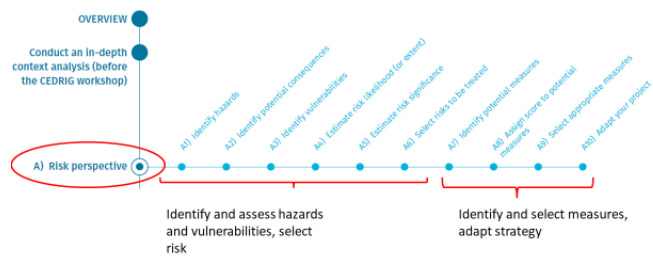 OVERVIEW
Conduct an in-depth
context analysis (before
the CEDRIG workshop)
A) Risk perspective
A1) Identify hazards
A2) Identify potential consequences
A3) Identify vulnerabilities
A4) Estimate risk likelihood (or extent)
A5) Estimate risk significance
A6) Select risks to be treated
A7) Identify potential measures
A8) Assign score to potential
measures
A9) Select appropriate measures
A10) Adapt your project
Identify and assess hazards
and vulnerabilities, select
risk
Identify and select measures,
adapt strategy